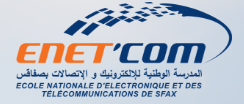 ENET'COM
المدرسة الوطنية للإلكترونيك و الإتصالات بصفاقس
ECOLE NATIONALE D'ELECTRONIQUE ET DES
TÉLÉCOMMUNICATIONS DE SFAX